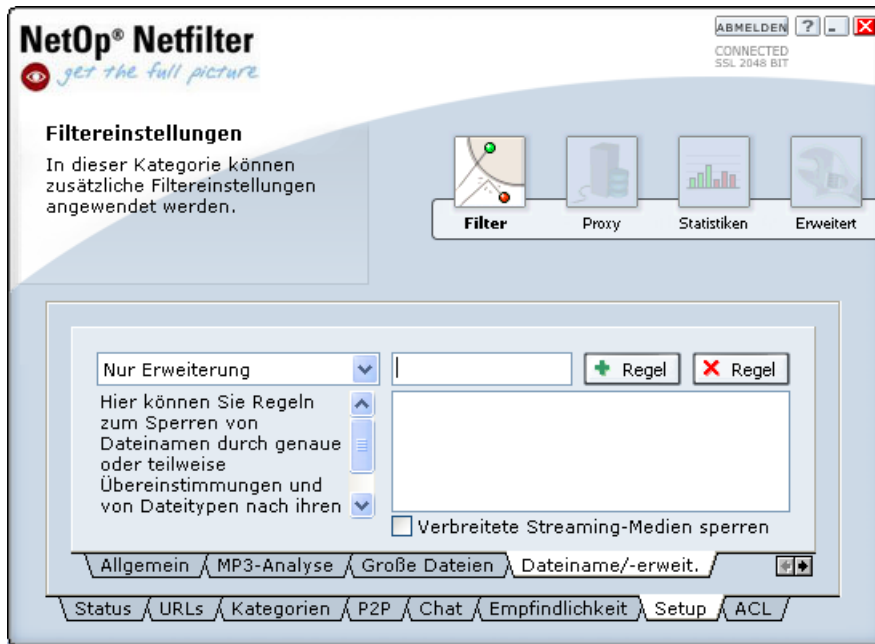 NetOp® Netfilter
get the full picture
ABMELDEN ?
CONNECTED
SSL 2048 BIT
Filtereinstellungen
In dieser Kategorie können
zusätzliche Filtereinstellungen
angewendet werden.
Filter Proxy Statistiken Erweitert
Nur Erweiterung
Regel Regel
Hier können Sie Regeln
zum Sperren von
Dateinamen durch genaue
oder teilweise
Übereinstimmungen und
von Dateitypen nach ihren
Verbreitete Streaming-Medien sperren
Allgemein MP3-Analyse Große Dateien Dateiname/-erweit.
Status URLs Kategorien P2P Chat Empfindlichkeit Setup ACL